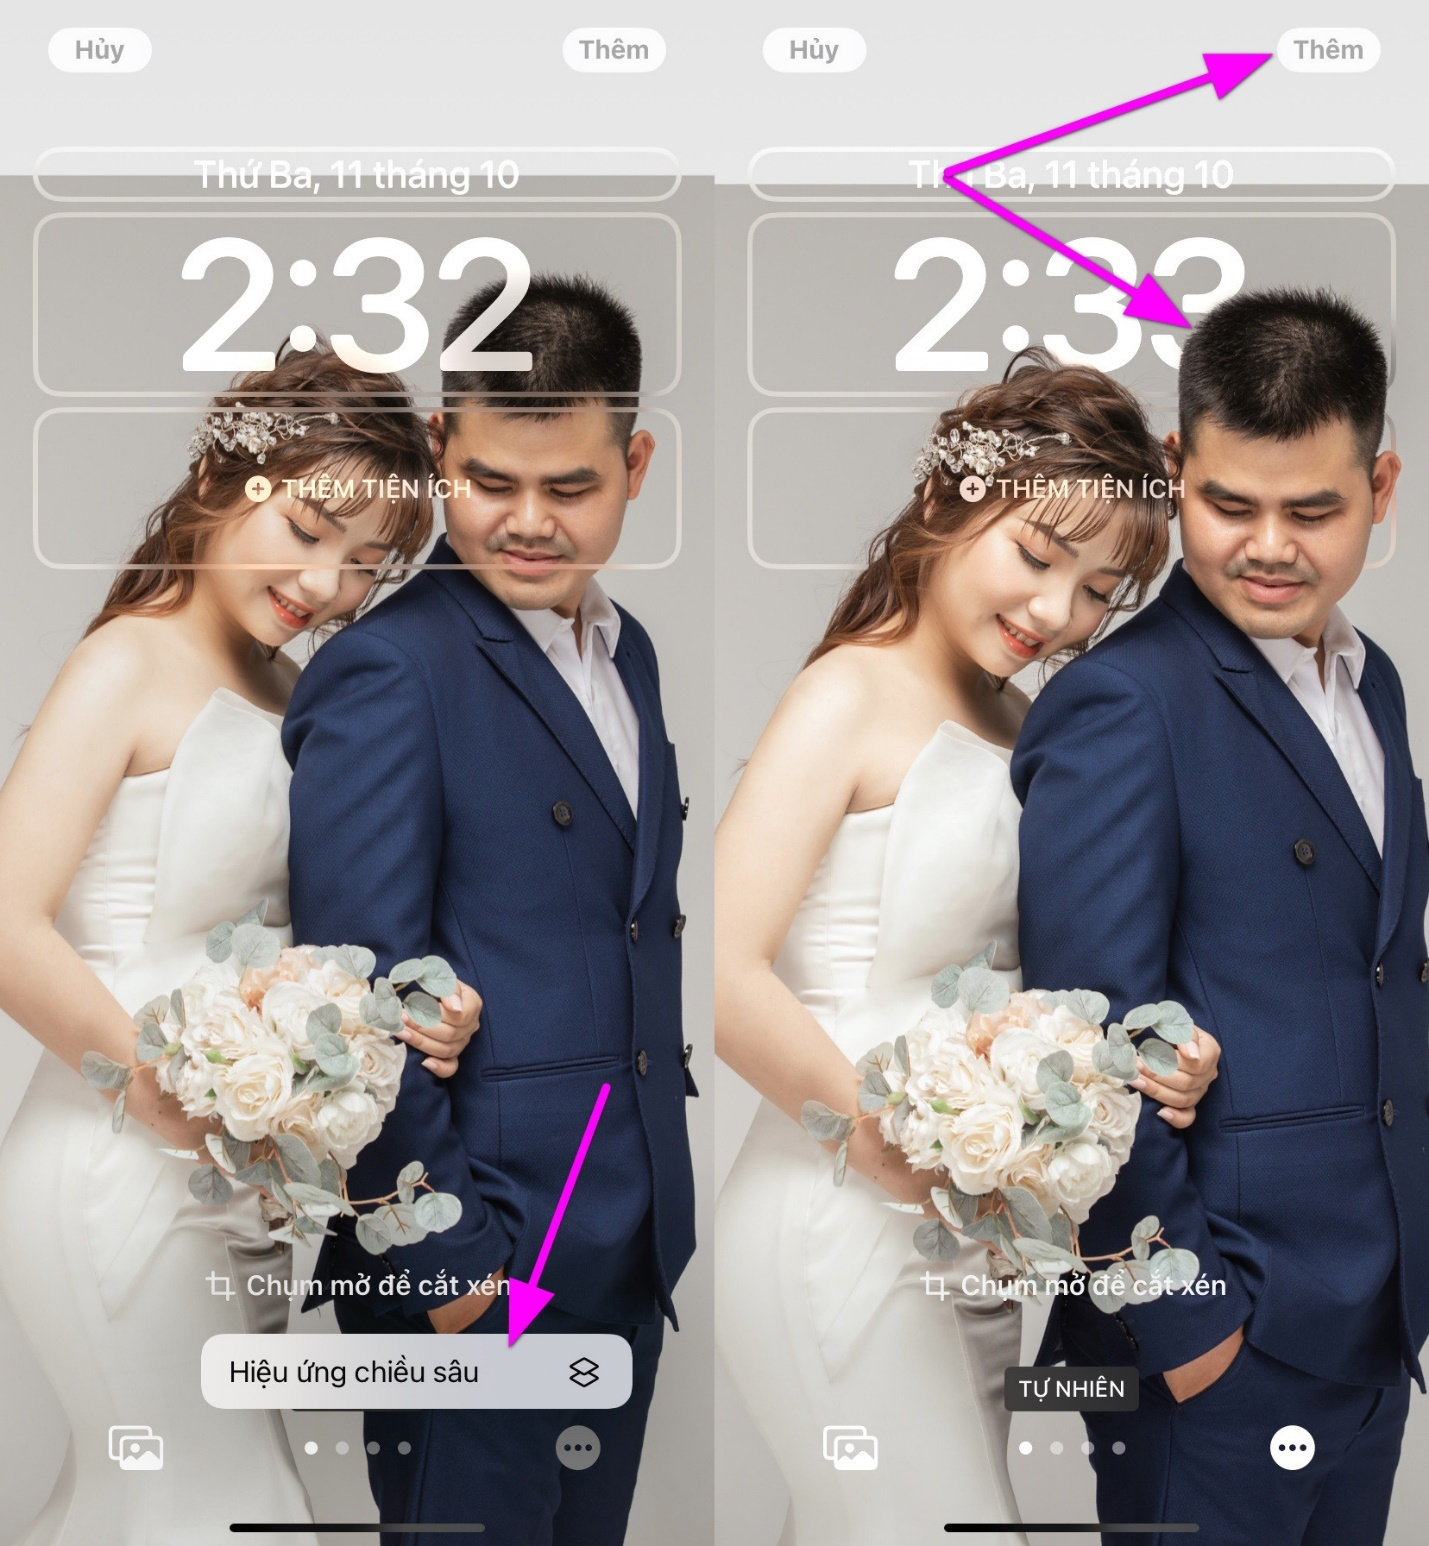 Hủy
Thêm
Thứ Ba, 11 tháng 10
2:32
THÊM TIỆN ÍCH
Chụm mở để cắt xén
Hiệu ứng chiều sâu
Hủy
Thêm
Ba, 11 tháng 10
2:33
THÊM TIỆN ÍCH
Chụm mở để cắt xén
TỰ NHIÊN